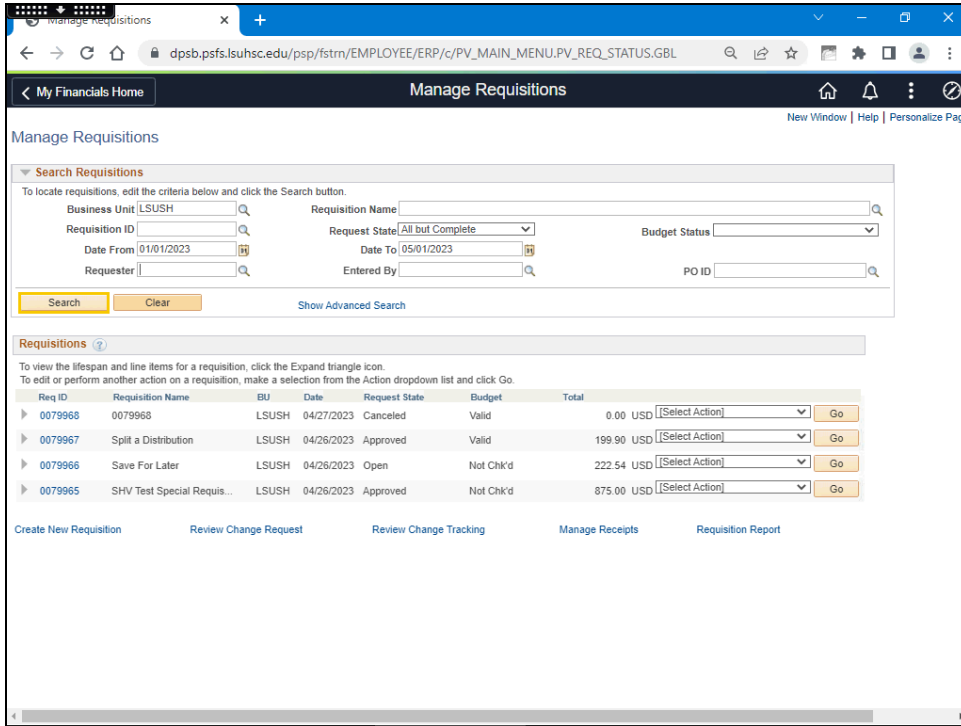 Manage Requisitions
dpsb.psfs.lsuhsc.edu/psp/fstrn/EMPLOYEE/ERP/c/PV_MAIN_MENU.PV_REQ_STATUS.GBL
My Financials Home Manage Requisitions
New Window | Help | Personalize Pag
Manage Requisitions
Search Requisitions
To locate requisitions, edit the criteria below and click the Search button.
Business Unit LSUSH Requisition Name
Requisition ID Request State All but Complete Budget Status
Date From 01/01/2023 Date To 05/01/2023
Requester Entered By PO ID
Search Clear Show Advanced Search
Requisitions ?
To view the lifespan and line items for a requisition, click the Expand triangle icon.
To edit or perform another action on a requisition, make a selection from the Action dropdown list and click Go.
Req ID Requisition Name BU Date Request State Budget Total
0079968 0079968 LSUSH 04/27/2023 Canceled Valid 0.00 USD [Select Action] Go
0079967 Split a Distribution LSUSH 04/26/2023 Approved Valid 199.90 USD [Select Action] Go
0079966 Save For Later LSUSH 04/26/2023 Open Not Chk'd 222.54 USD [Select Action] Go
0079965 SHV Test Special Requis... LSUSH 04/26/2023 Approved Not Chk'd 875.00 USD [Select Action] Go
Create New Requisition Review Change Request Review Change Tracking Manage Receipts Requisition Report